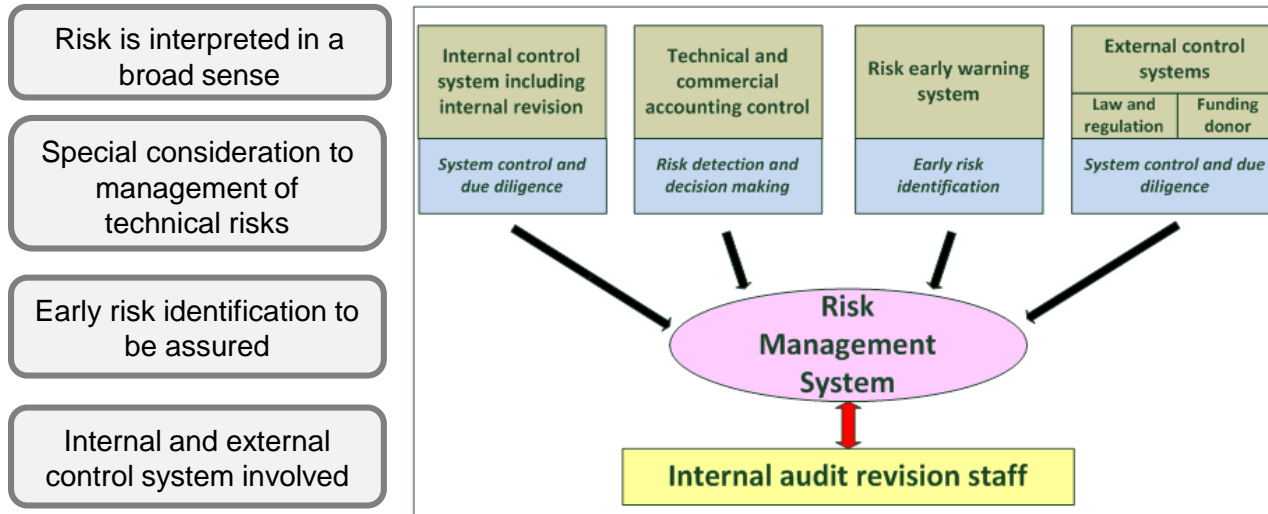 Risk is interpreted in a
broad sense
Special consideration to
management of
technical risks
Early risk identification to
be assured
Internal and external
control system involved
Internal control
system including
internal revision
System control and
due diligence
Technical and
commercial
accounting control
Risk detection and
decision making
Risk early warning
system
Early risk
identification
External control
systems
Law and
regulation
Funding
donor
System control and due
diligence
Risk
Management
System
Internal audit revision staff